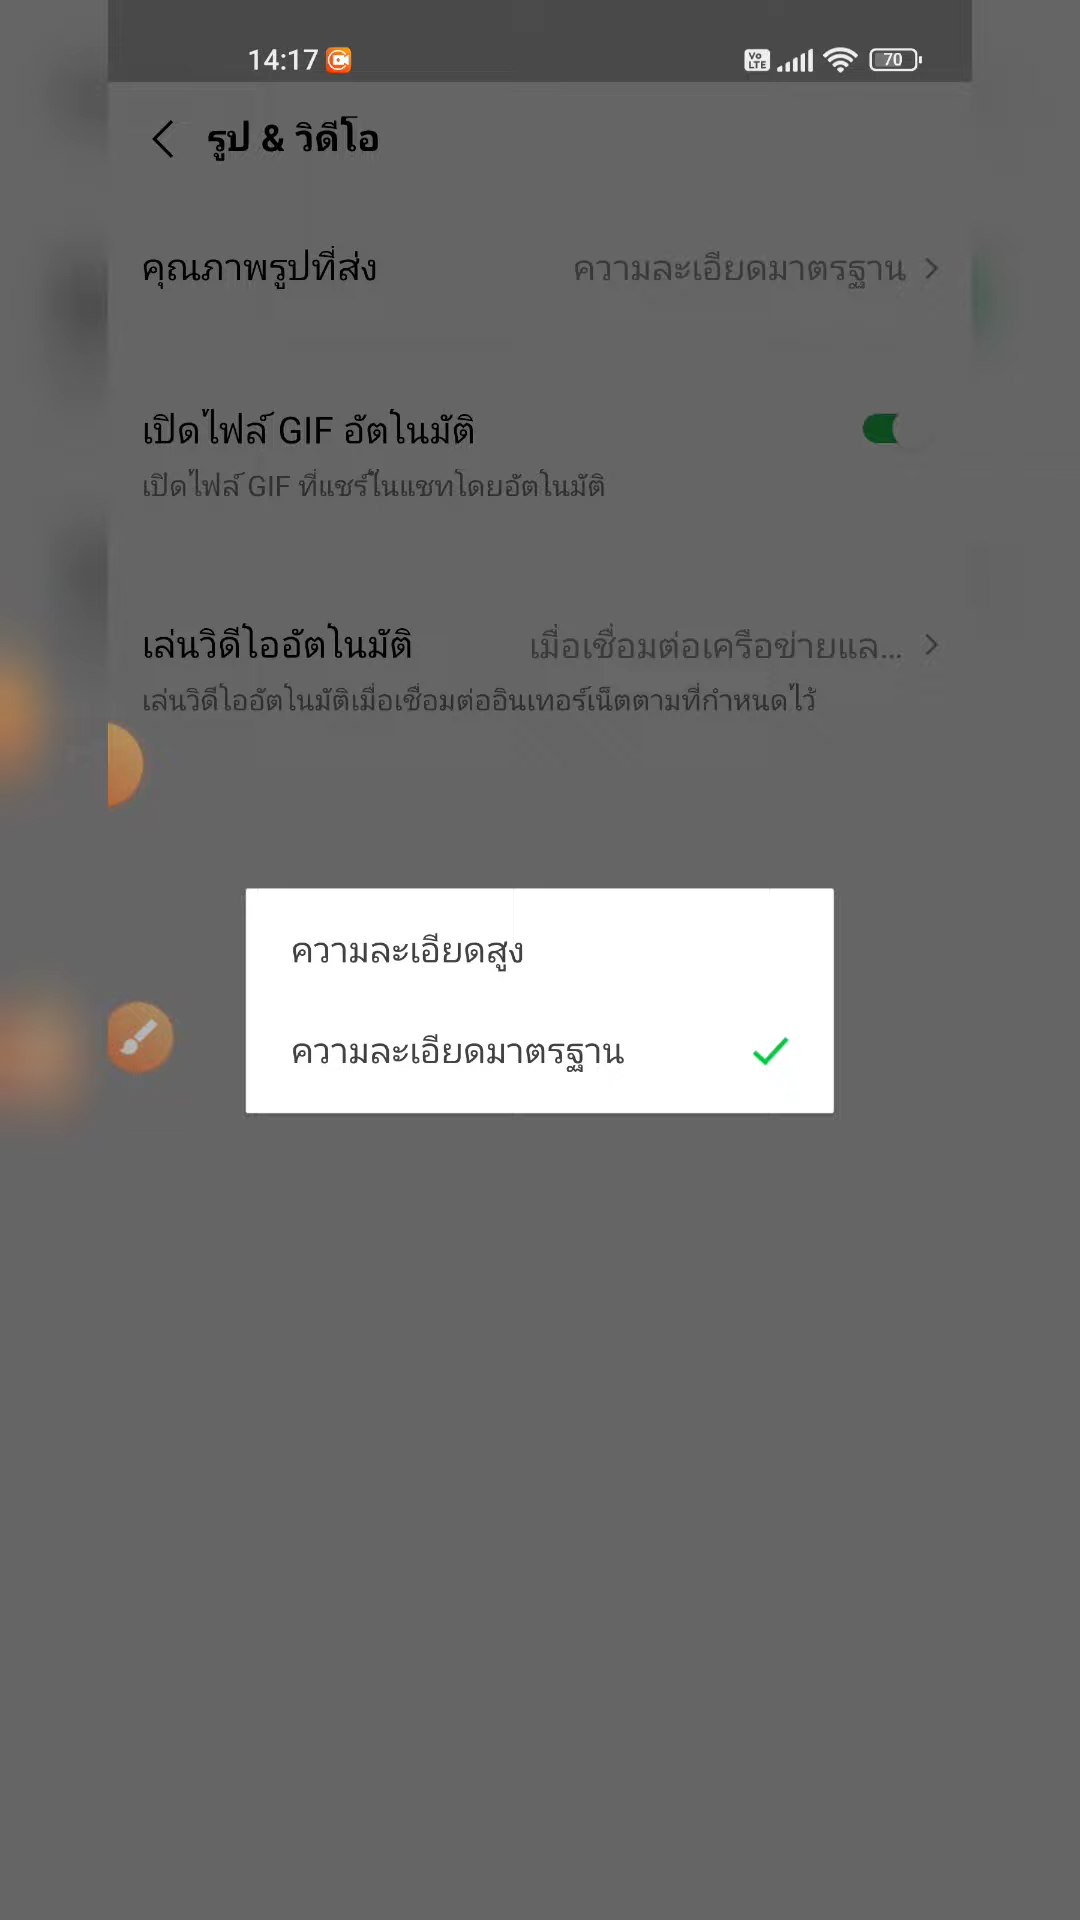 14:17 Vo LTE 70
รูป & วิดีโอ
คุณภาพรูปที่ส่ง ความละเอียดมาตรฐาน
เปิดไฟล์ GIF อัตโนมัติ
เปิดไฟล์ GIF ที่แชร์ในแชทโดยอัตโนมัติ
เล่นวิดีโออัตโนมัติ เมื่อเชื่อมต่อเครือข่ายแล...
เล่นวิดีโออัตโนมัติเมื่อเชื่อมต่ออินเทอร์เน็ตตามที่กำหนดไว้
ความละเอียดสูง
ความละเอียดมาตรฐาน